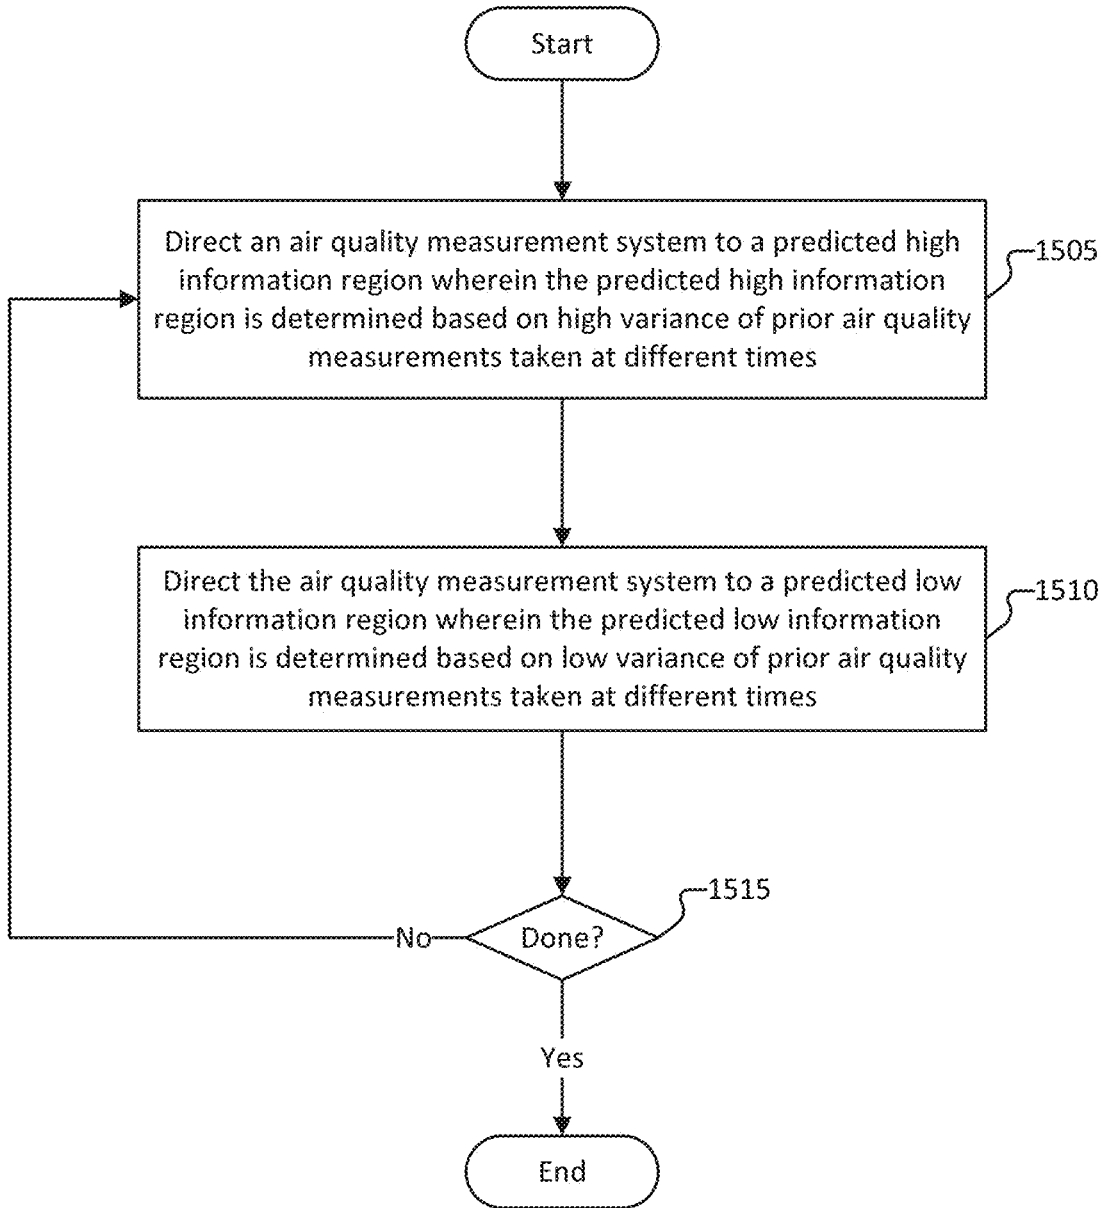 Start
Direct an air quality measurement system to a predicted high
information region wherein the predicted high information
region is determined based on high variance of prior air quality
measurements taken at different times
1505
Direct the air quality measurement system to a predicted low
information region wherein the predicted low information
region is determined based on low variance of prior air quality
measurements taken at different times
1510
1515
No
Done?
Yes
End